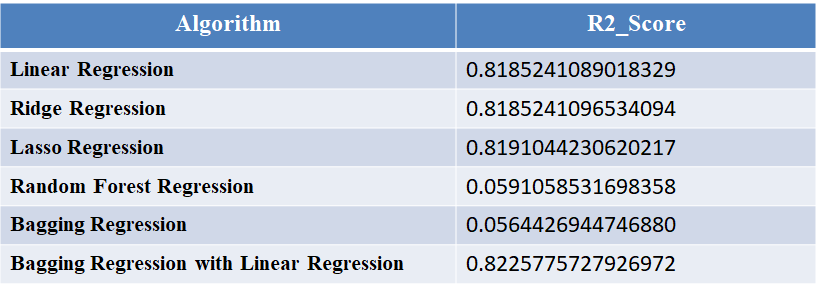 Algorithm R2_Score
Linear Regression 0.8185241089018329
Ridge Regression 0.8185241096534094
Lasso Regression 0.8191044230620217
Random Forest Regression 0.0591058531698358
Bagging Regression 0.0564426944746880
Bagging Regression with Linear Regression 0.8225775727926972